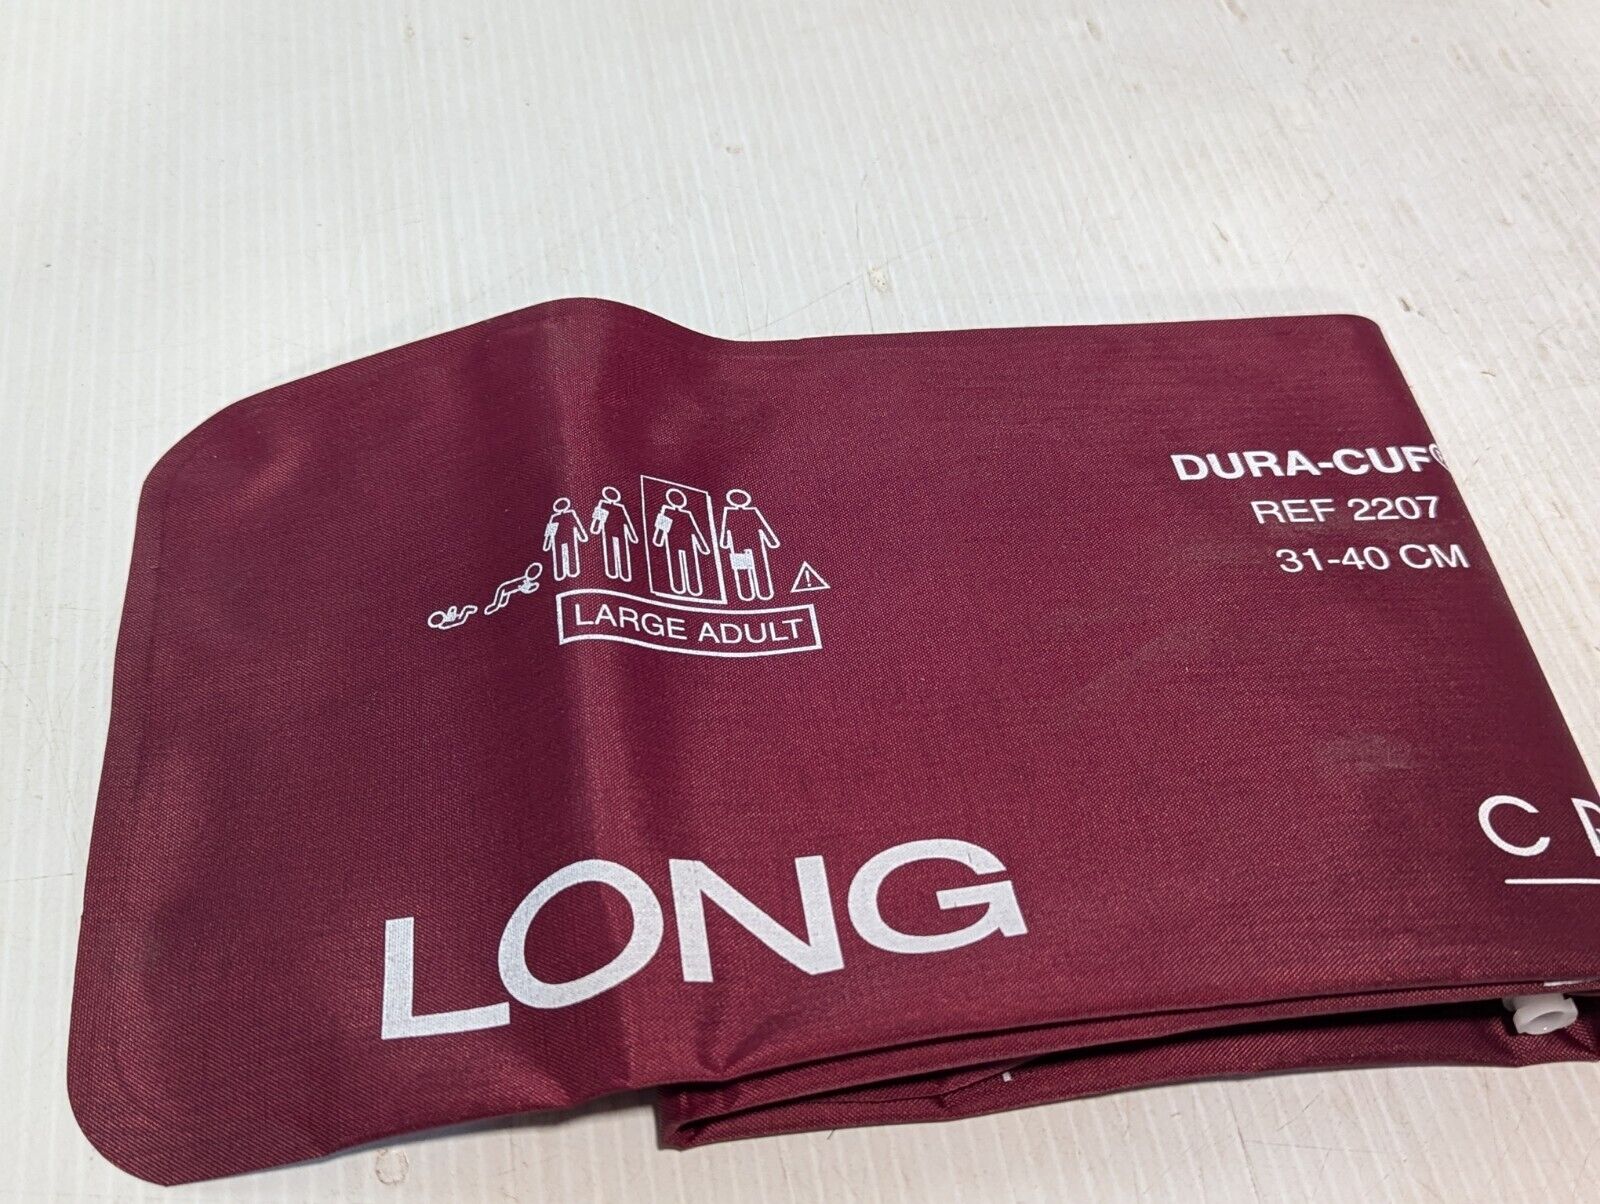 DURA-CUF®
REF 2207
31-40 CM
LARGE ADULT
LONG